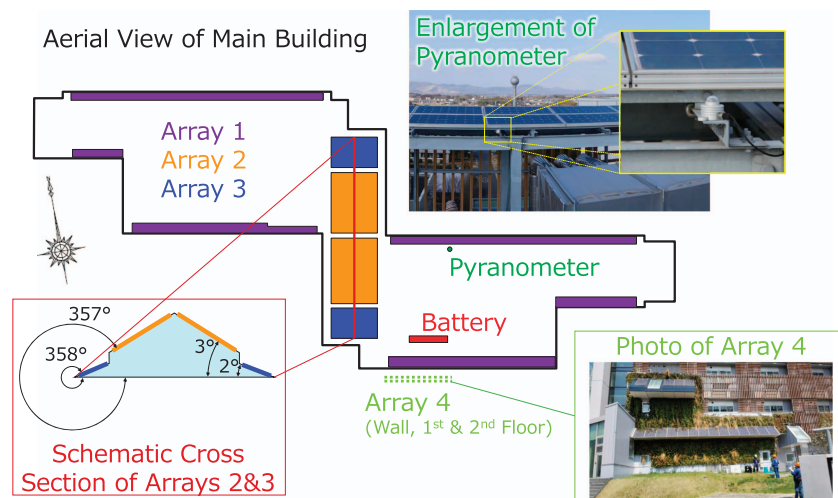 Aerial View of Main Building
Enlargement of
Pyranometer
Array 1
Array 2
Array 3
Pyranometer
Battery
357°
358°
3°
2°
Schematic Cross
Section of Arrays 2&3
Array 4
(Wall, 1st & 2nd Floor)
Photo of Array 4